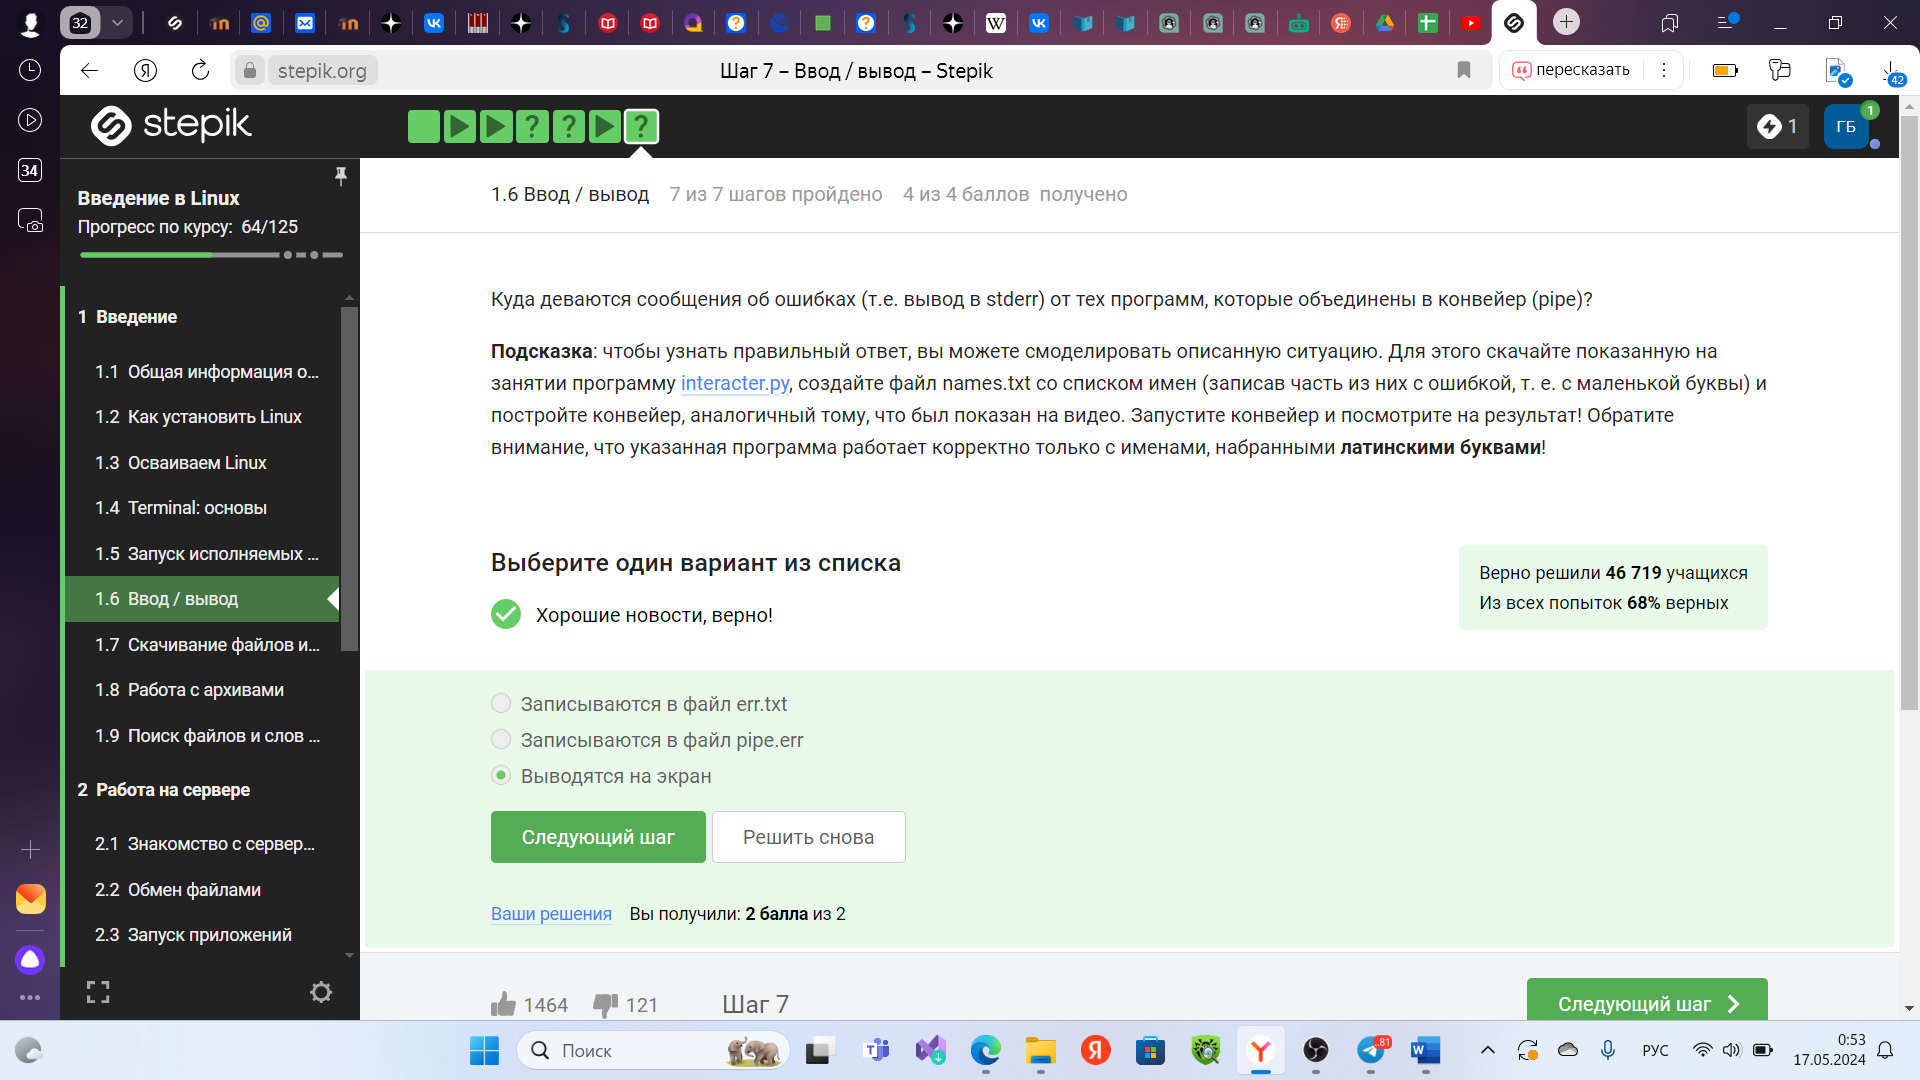 32
stepik.org
Шаг 7 – Ввод / вывод – Stepik
пересказать
42
34
stepik
1
ГБ
1
Введение в Linux
Прогресс по курсу: 64/125
1.6 Ввод / вывод 7 из 7 шагов пройдено 4 из 4 баллов получено
1 Введение
1.1 Общая информация о...
1.2 Как установить Linux
1.3 Осваиваем Linux
1.4 Terminal: основы
1.5 Запуск исполняемых ...
1.6 Ввод / вывод
1.7 Скачивание файлов и...
1.8 Работа с архивами
1.9 Поиск файлов и слов ...
2 Работа на сервере
2.1 Знакомство с сервер...
2.2 Обмен файлами
2.3 Запуск приложений
Куда деваются сообщения об ошибках (т.е. вывод в stderr) от тех программ, которые объединены в конвейер (pipe)?
Подсказка: чтобы узнать правильный ответ, вы можете смоделировать описанную ситуацию. Для этого скачайте показанную на
занятии программу interacter.py, создайте файл names.txt со списком имен (записав часть из них с ошибкой, т. е. с маленькой буквы) и
постройте конвейер, аналогичный тому, что был показан на видео. Запустите конвейер и посмотрите на результат! Обратите
внимание, что указанная программа работает корректно только с именами, набранными латинскими буквами!
Выберите один вариант из списка
Хорошие новости, верно!
Верно решили 46 719 учащихся
Из всех попыток 68% верных
Записываются в файл err.txt
Записываются в файл pipe.err
Выводятся на экран
Следующий шаг
Решить снова
Ваши решения Вы получили: 2 балла из 2
1464
121
Шаг 7
Следующий шаг
Поиск
81
РУС
0:53
17.05.2024